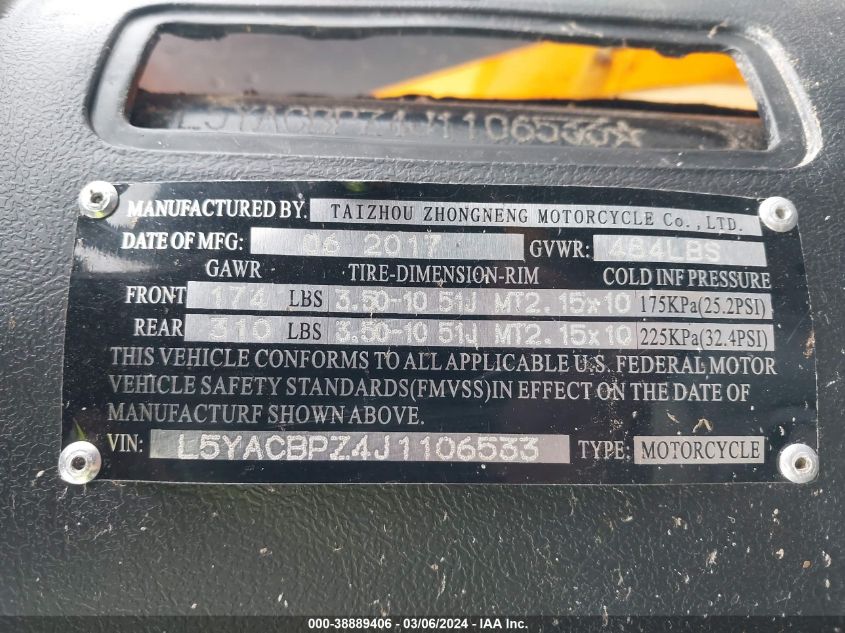 L5YACBPZ4J1106533☆
MANUFACTURED BY. TAIZHOU ZHONGNENG MOTORCYCLE Co., LTD.
DATE OF MFG: 06 2017 GVWR: 484LBS
GAWR TIRE-DIMENSION-RIM COLD INF PRESSURE
FRONT 174 LBS 3.50-10 51J MT2.15x10 175KPa(25.2PSI)
REAR 310 LBS 3.50-10 51J MT2.15x10 225KPa(32.4PSI)
THIS VEHICLE CONFORMS TO ALL APPLICABLE U.S. FEDERAL MOTOR
VEHICLE SAFETY STANDARDS(FMVSS)IN EFFECT ON THE DATE OF
MANUFACTURF SHOWN ABOVE.
VIN: L5YACBPZ4J1106533 TYPE: MOTORCYCLE
000-38889406 - 03/06/2024 - IAA Inc.